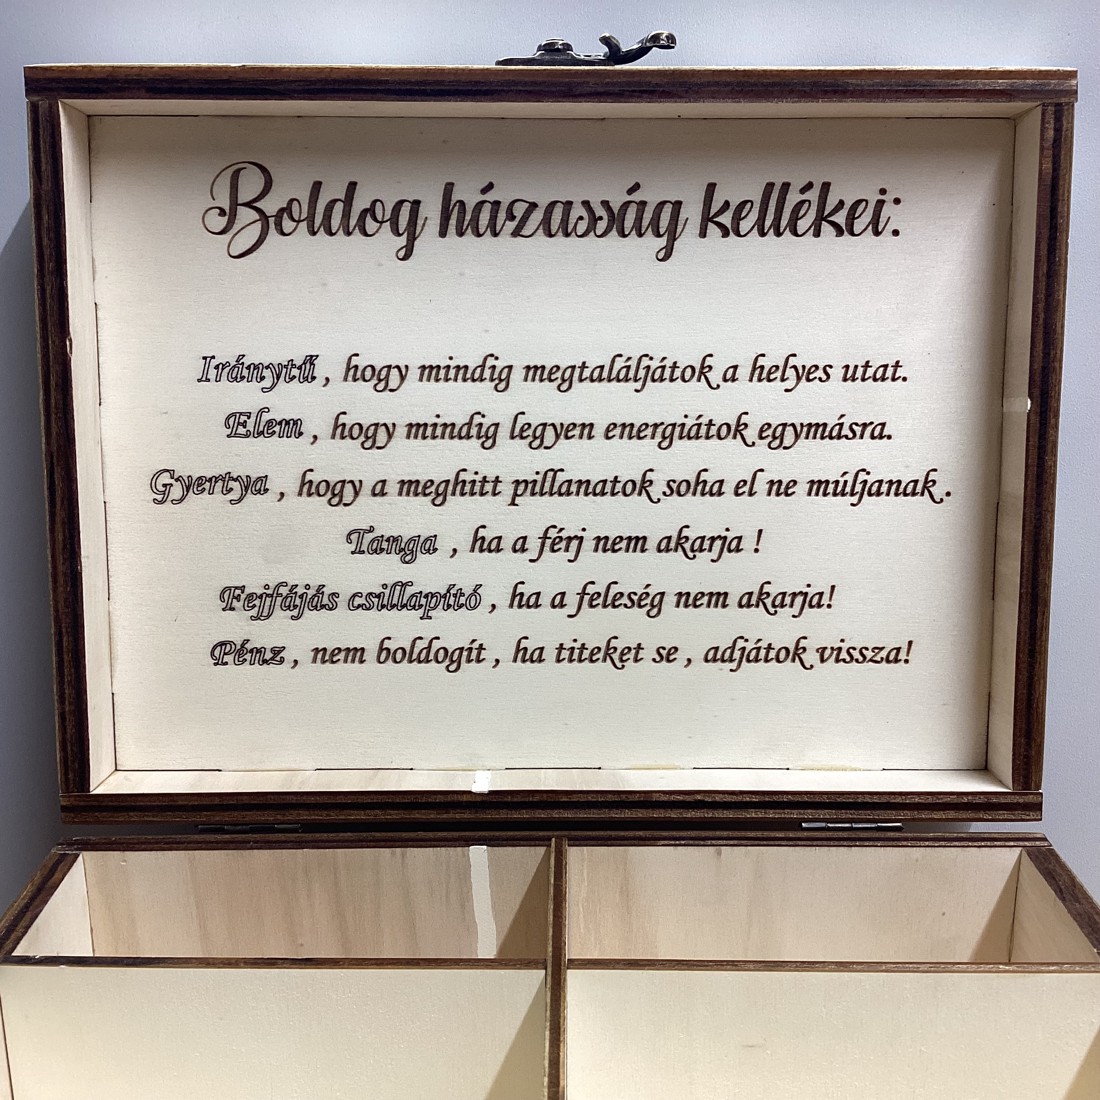 Boldog házasság kellékei:
Iránytű, hogy mindig megtaláljátok a helyes utat.
Elem, hogy mindig legyen energiátok egymásra.
Gyertya, hogy a meghitt pillanatok soha el ne múljanak.
Tanga, ha a férj nem akarja!
Fejfájás csillapító, ha a feleség nem akarja!
Pénz, nem boldogít, ha titeket se, adjátok vissza!